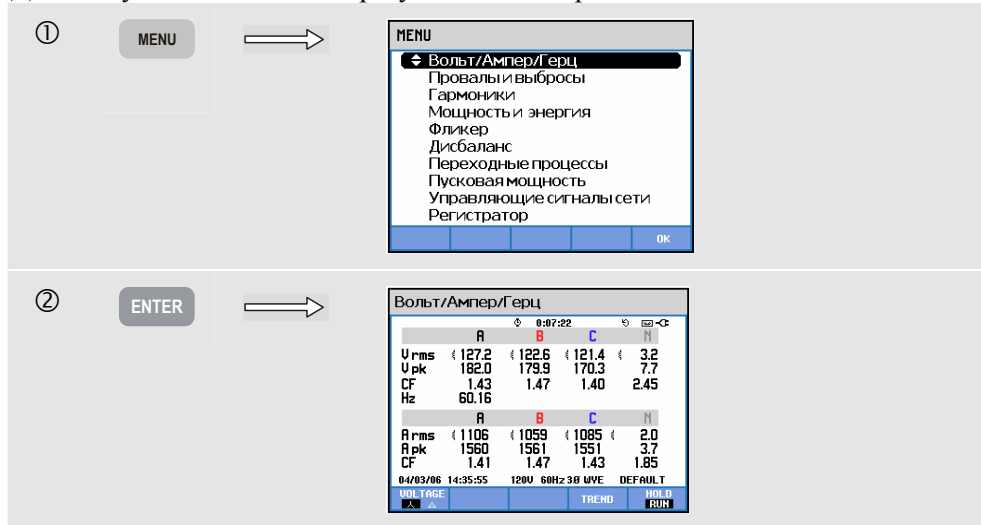 ① MENU
MENU
Вольт/Ампер/Герц
Провалы и выбросы
Гармоники
Мощность и энергия
Фликер
Дисбаланс
Переходные процессы
Пусковая мощность
Управляющие сигналы сети
Регистратор
OK
② ENTER
Вольт/Ампер/Герц
0:07:22
A B C N
V rms 127.2 122.6 121.4 3.2
V pk 182.0 179.9 170.3 7.7
CF 1.43 1.47 1.40 2.45
Hz 60.16
A B C N
A rms 1106 1059 1085 2.0
A pk 1560 1561 1551 3.7
CF 1.41 1.47 1.43 1.85
04/03/06 14:35:55 120V 60Hz 3Ø WYE DEFAULT
VOLTAGE TREND HOLD
RUN